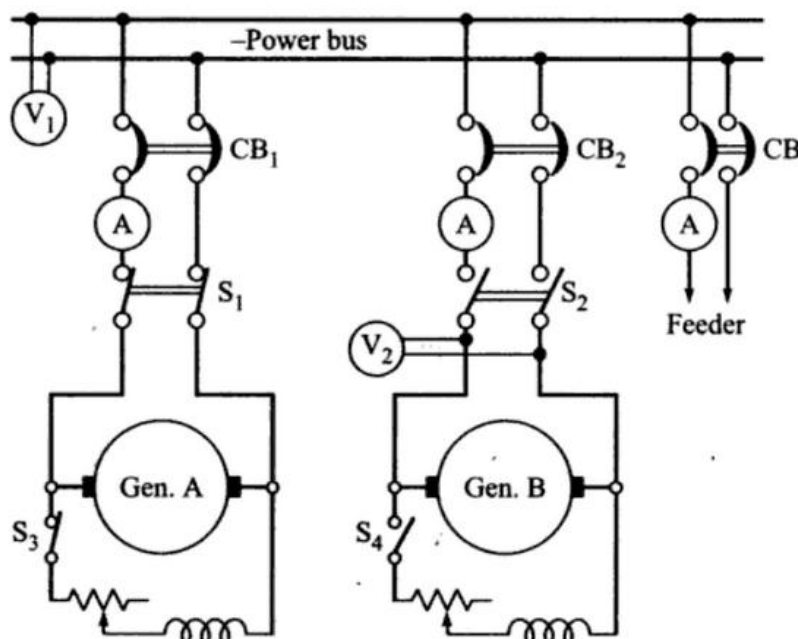 –Power bus
V1
CB1
CB2
CB
A
A
A
S1
S2
Feeder
V2
Gen. A
Gen. B
S3
S4